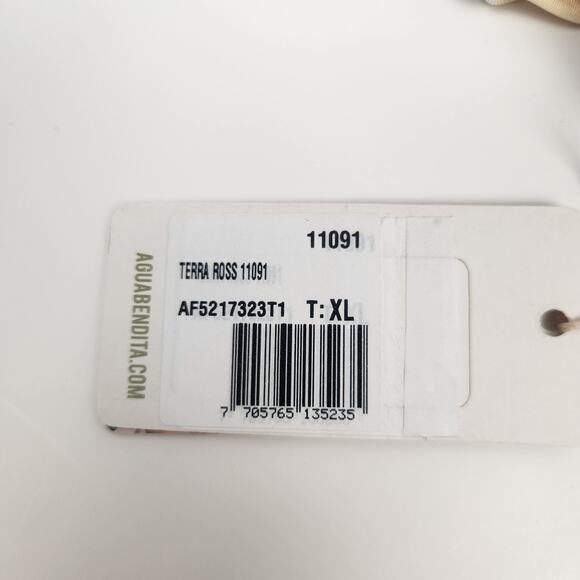 11091
TERRA ROSS 11091
AF5217323T1 T: XL
7 705765 135235
AGUABENDITA.COM